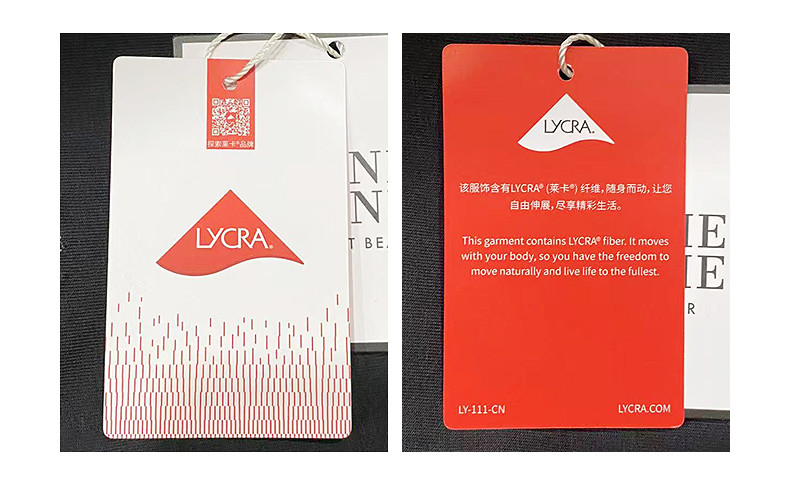 探索莱卡®品牌
LYCRA®
LYCRA®
该服饰含有LYCRA® (莱卡®) 纤维, 随身而动, 让您
自由伸展, 尽享精彩生活。
This garment contains LYCRA® fiber. It moves
with your body, so you have the freedom to
move naturally and live life to the fullest.
LY-111-CN
LYCRA.COM